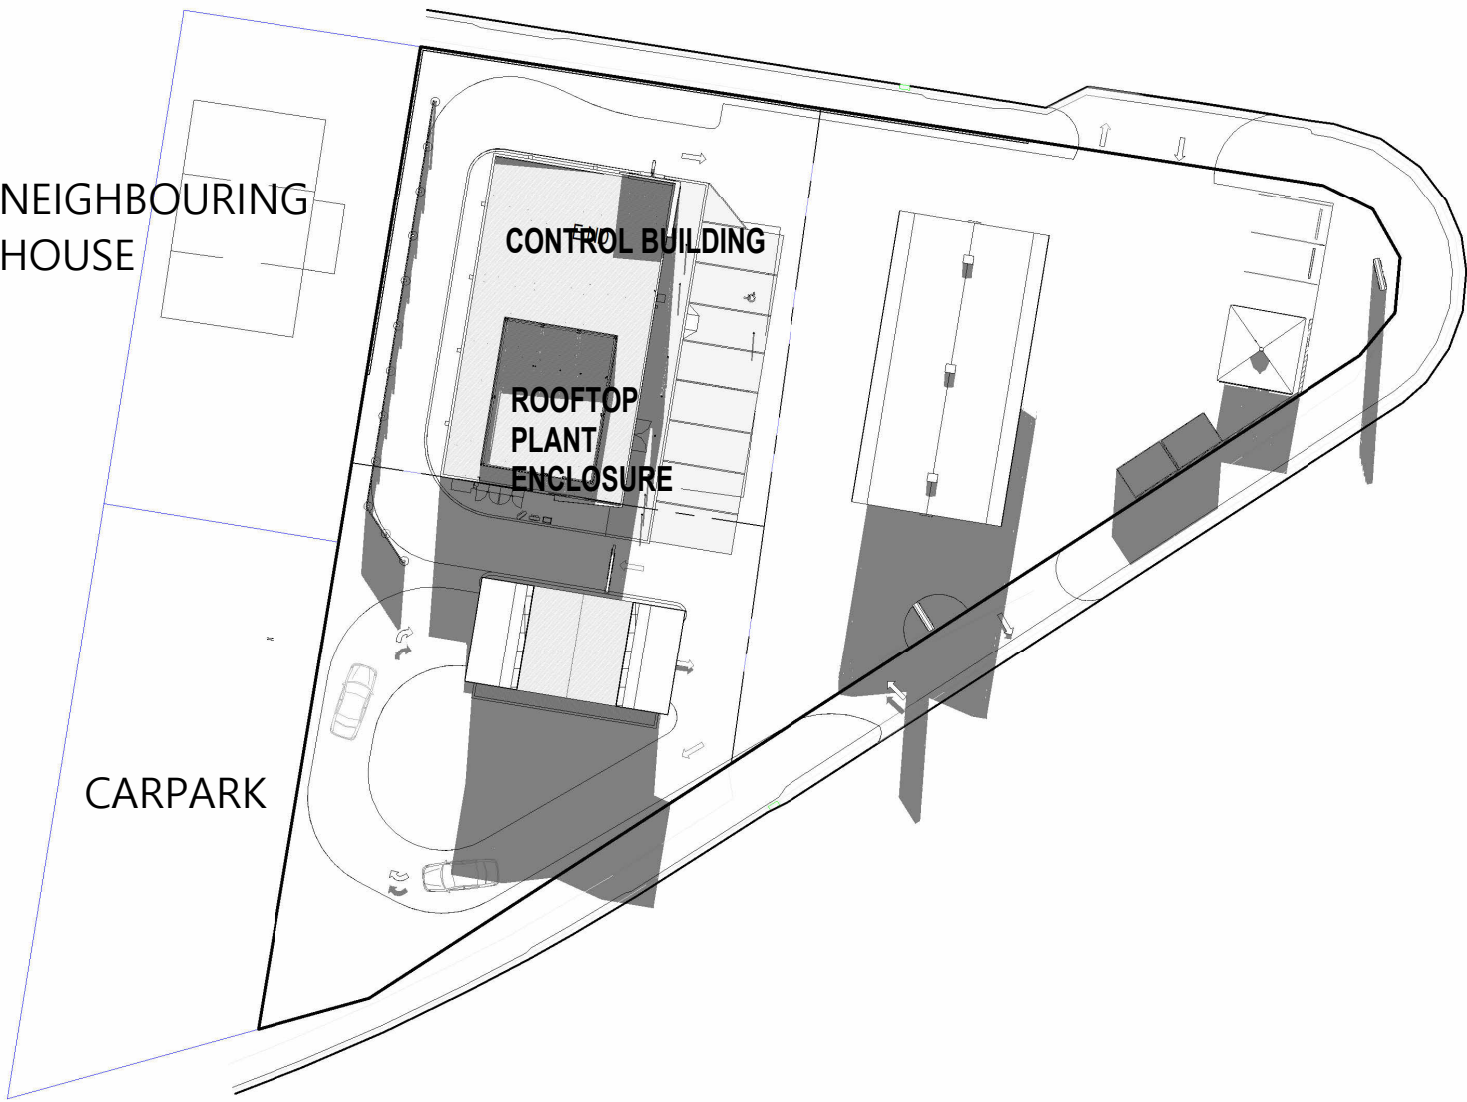 NEIGHBOURING
HOUSE
CONTROL BUILDING
ROOFTOP
PLANT
ENCLOSURE
CARPARK